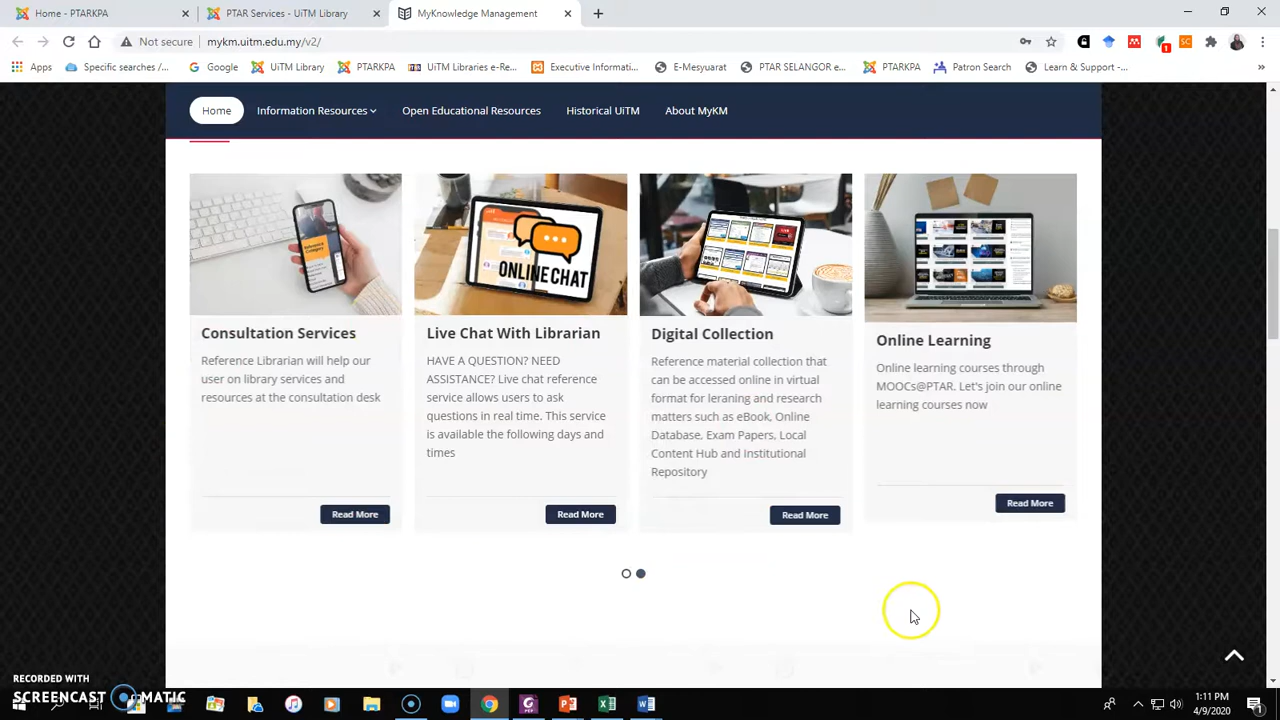 Home - PTARKPA
PTAR Services - UiTM Library
MyKnowledge Management
Not secure
mykm.uitm.edu.my/v2/
Apps
Specific searches /...
Google
UiTM Library
PTARKPA
UiTM Libraries e-Re...
Executive Informati...
E-Mesyuarat
PTAR SELANGOR e...
PTARKPA
Patron Search
Learn & Support -...
Home
Information Resources
Open Educational Resources
Historical UiTM
About MyKM
ONLINE CHAT
Consultation Services
Reference Librarian will help our
user on library services and
resources at the consultation desk
Read More
Live Chat With Librarian
HAVE A QUESTION? NEED
ASSISTANCE? Live chat reference
service allows users to ask
questions in real time. This service
is available the following days and
times
Read More
Digital Collection
Reference material collection that
can be accessed online in virtual
format for leraning and research
matters such as eBook, Online
Database, Exam Papers, Local
Content Hub and Institutional
Repository
Read More
Online Learning
Online learning courses through
MOOCs@PTAR. Let's join our online
learning courses now
Read More
RECORDED WITH
SCREENCAST MATIC
1:11 PM
4/9/2020